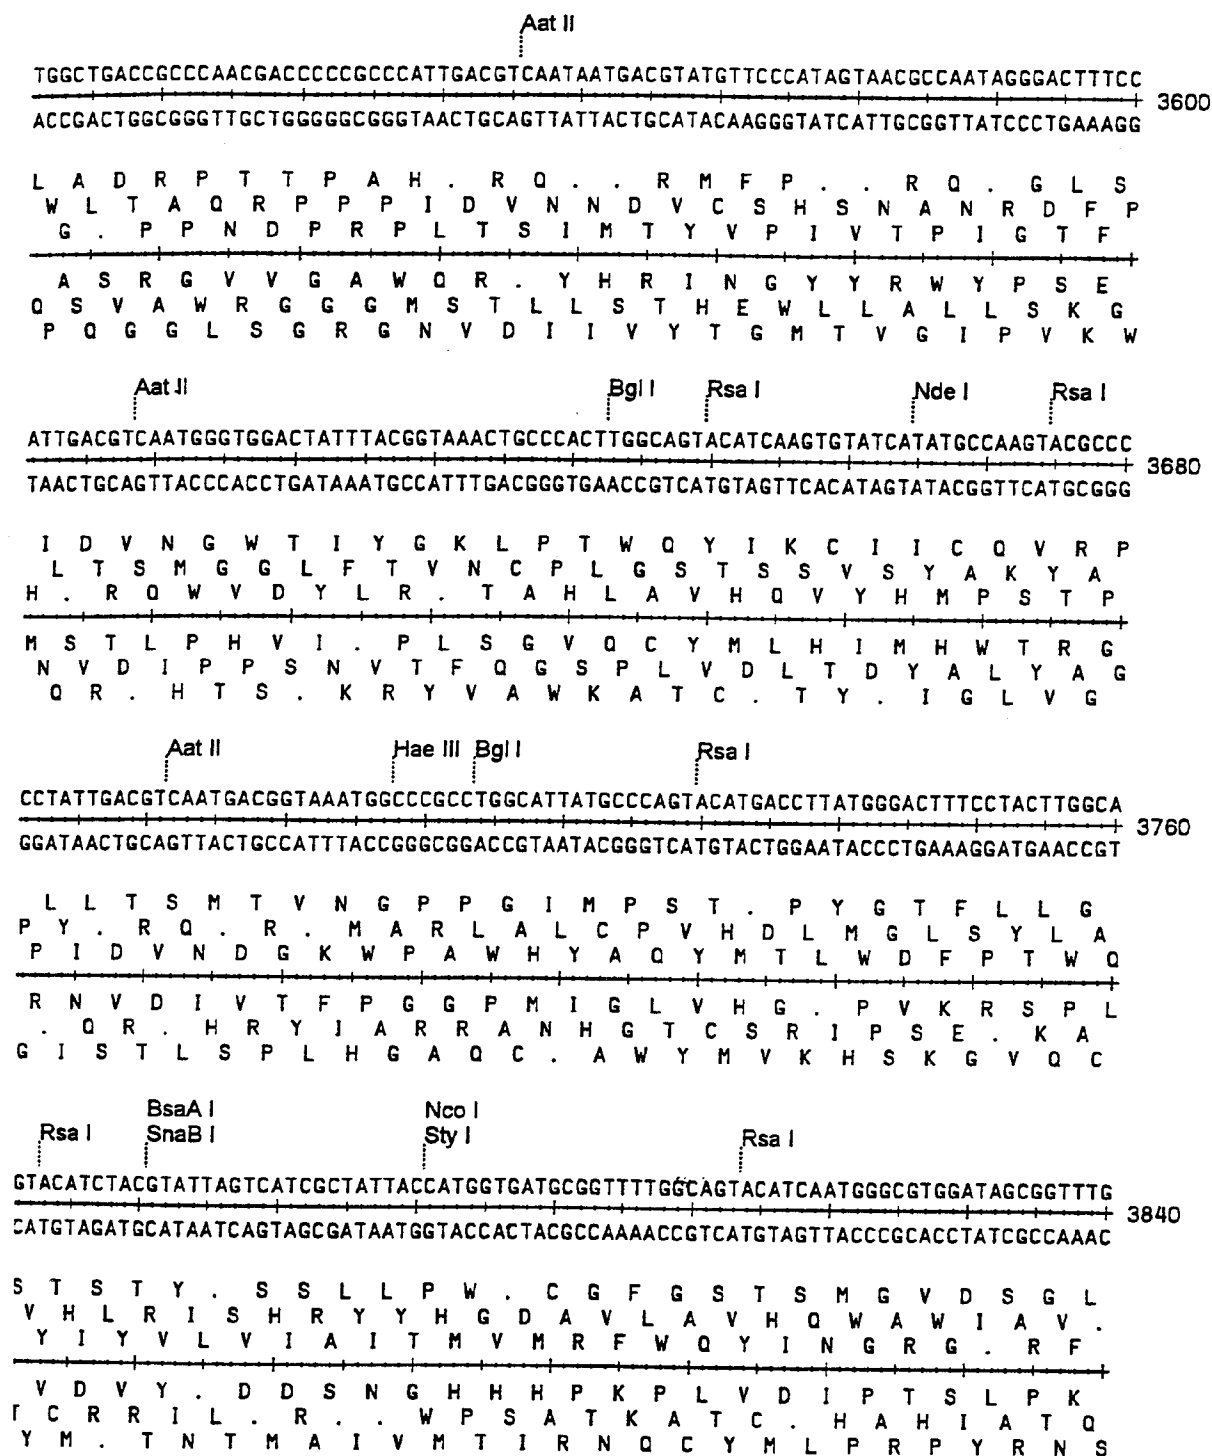 Aat II
TGGCTGACCGCCCAACGACCCCCGCCCATTGACGTCAATAATGACGTATGTTCCCATAGTAACGCCAATAGGGACTTTCC
3600
ACCGACTGGCGGGTTGCTGGGGGCGGGTAACTGCAGTTATTACTGCATACAAGGGTATCATTGCGGTTATCCCTGAAAGG
L A D R P T T P A H . R Q . . R M F P . . R Q . G L S
W L T A Q R P P P I D V N N D V C S H S N A N R D F P
G . P P N D P R P L T S I M T Y V P I V T P I G T F
A S R G V V G A W Q R . Y H R I N G Y Y R W Y P S E
Q S V A W R G G G M S T L L S T H E W L L A L L S K G
P Q G G L S G R G N V D I I V Y T G M T V G I P V K W
Aat II Bgl I Rsa I Nde I Rsa I
ATTGACGTCAATGGGTGGACTATTTACGGTAAACTGCCCACTTGGCAGTACATCAAGTGTATCATATGCCAAGTACGCCC
3680
TAACTGCAGTTACCCACCTGATAAATGCCATTTGACGGGTGAACCGTCATGTAGTTCACATAGTATACGGTTCATGCGGG
I D V N G W T I Y G K L P T W Q Y I K C I I C Q V R P
L T S M G G L F T V N C P L G S T S S V S Y A K Y A
H . R Q W V D Y L R . T A H L A V H Q V Y H M P S T P
M S T L P H V I . P L S G V Q C Y M L H I M H W T R G
N V D I P P S N V T F Q G S P L V D L T D Y A L Y A G
Q R . H T S . K R Y V A W K A T C . T Y . I G L V G
Aat II Hae III Bgl I Rsa I
CCTATTGACGTCAATGACGGTAAATGGCCCGCCTGGCATTATGCCCAGTACATGACCTTATGGGACTTTCCTACTTGGCA
3760
GGATAACTGCAGTTACTGCCATTTACCGGGCGGACCGTAATACGGGTCATGTACTGGAATACCCTGAAAGGATGAACCGT
L L T S M T V N G P P G I M P S T . P Y G T F L L G
P Y . R Q . R . M A R L A L C P V H D L M G L S Y L A
P I D V N D G K W P A W H Y A Q Y M T L W D F P T W Q
R N V D I V T F P G G P M I G L V H G . P V K R S P L
. Q R . H R Y I A R R A N H G T C S R I P S E . K A
G I S T L S P L H G A Q C . A W Y M V K H S K G V Q C
BsaA I Nco I
Rsa I SnaB I Sty I Rsa I
GTACATCTACGTATTAGTCATCGCTATTACCATGGTGATGCGGTTTTGGCAGTACATCAATGGGCGTGGATAGCGGTTTG
3840
CATGTAGATGCATAATCAGTAGCGATAATGGTACCACTACGCCAAAACCGTCATGTAGTTACCCGCACCTATCGCCAAAC
S T S T Y . S S L L P W . C G F G S T S M G V D S G L
V H L R I S H R Y Y H G D A V L A V H Q W A W I A V .
Y I Y V L V I A I T M V M R F W Q Y I N G R G . R F
V D V Y . D D S N G H H H P K P L V D I P T S L P K
T C R R I L . R . . W P S A T K A T C . H A H I A T Q
Y M . T N T M A I V M T I R N Q C Y M L P R P Y R N S